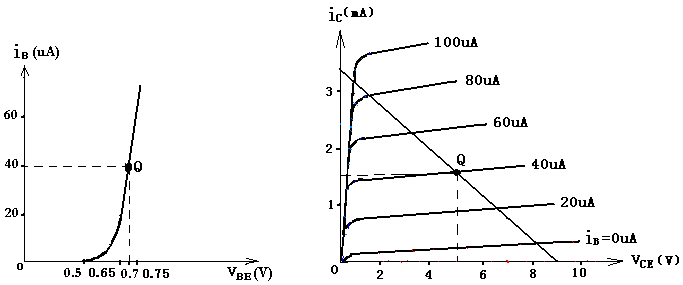 iB (uA)
60
40
20
0
Q
0.5 0.65 0.7 0.75
VBE(V)
iC(mA)
3
2
1
0
100uA
80uA
60uA
Q
40uA
20uA
iB=0uA
2 4 6 8 10
VCE(V)